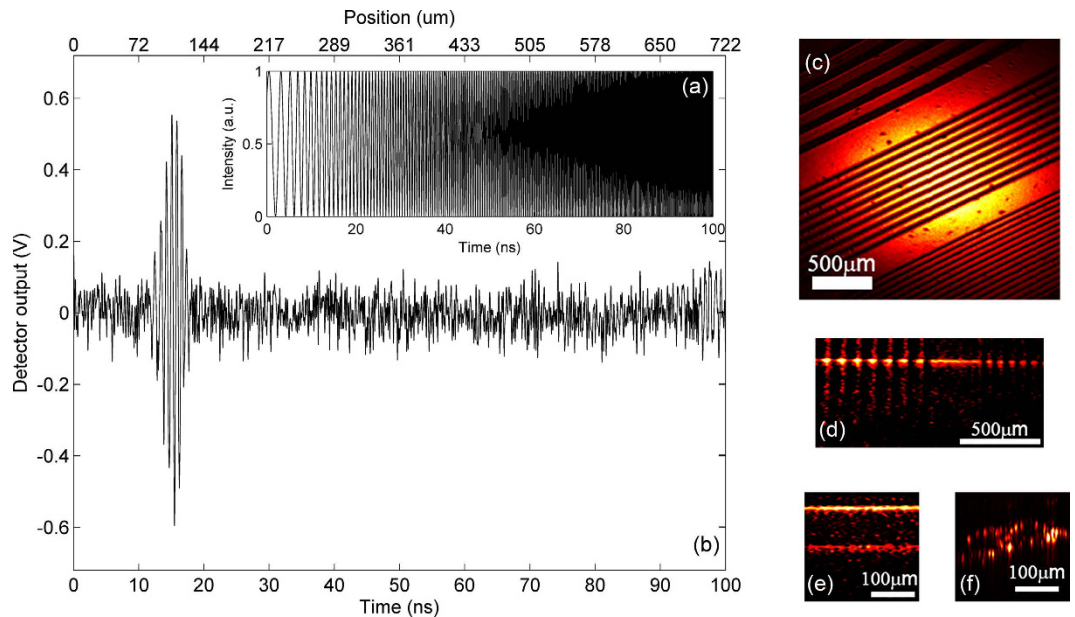 Position (um)
0 72 144 217 289 361 433 505 578 650 722
Detector output (V)
0.6
0.4
0.2
0
-0.2
-0.4
-0.6
0 10 20 30 40 50 60 70 80 90 100
Time (ns)
(b)
(a)
Intensity (a.u.)
1
0.5
0
0 20 40 60 80 100
Time (ns)
(c)
500μm
(d)
500μm
(e)
100μm
(f)
100μm